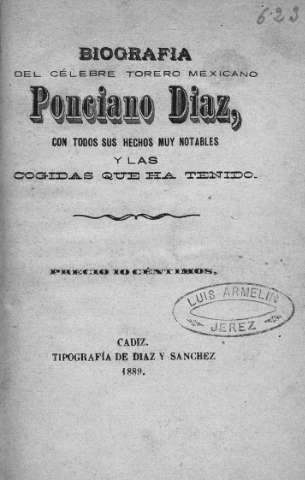 623
BIOGRAFIA
DEL CÉLEBRE TORERO MEXICANO
Ponciano Diaz,
CON TODOS SUS HECHOS MUY NOTABLES
Y LAS
COGIDAS QUE HA TENIDO.
PRECIO 10 CÉNTIMOS.
LUIS ARMELIN
JEREZ
CADIZ.
TIPOGRAFÍA DE DIAZ Y SANCHEZ
1889.